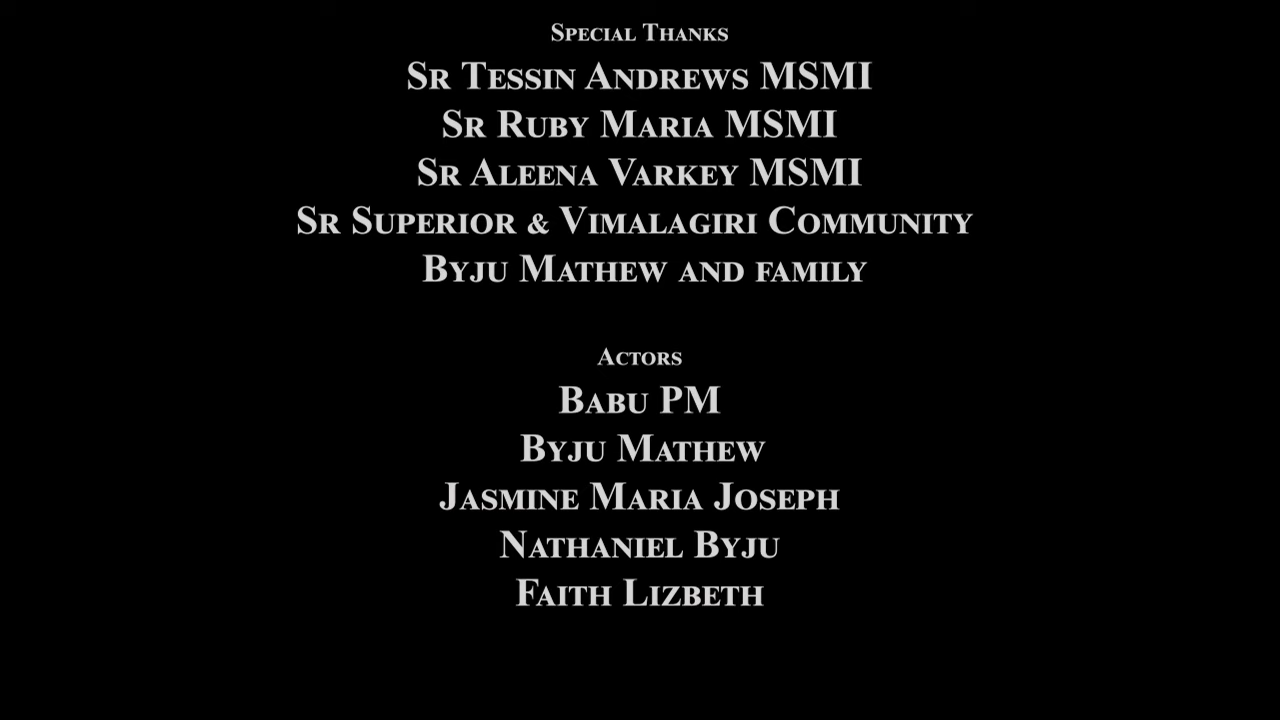 Special Thanks
Sr Tessin Andrews MSMI
Sr Ruby Maria MSMI
Sr Aleena Varkey MSMI
Sr Superior & Vimalagiri Community
Byju Mathew and family
Actors
Babu PM
Byju Mathew
Jasmine Maria Joseph
Nathaniel Byju
Faith Lizbeth